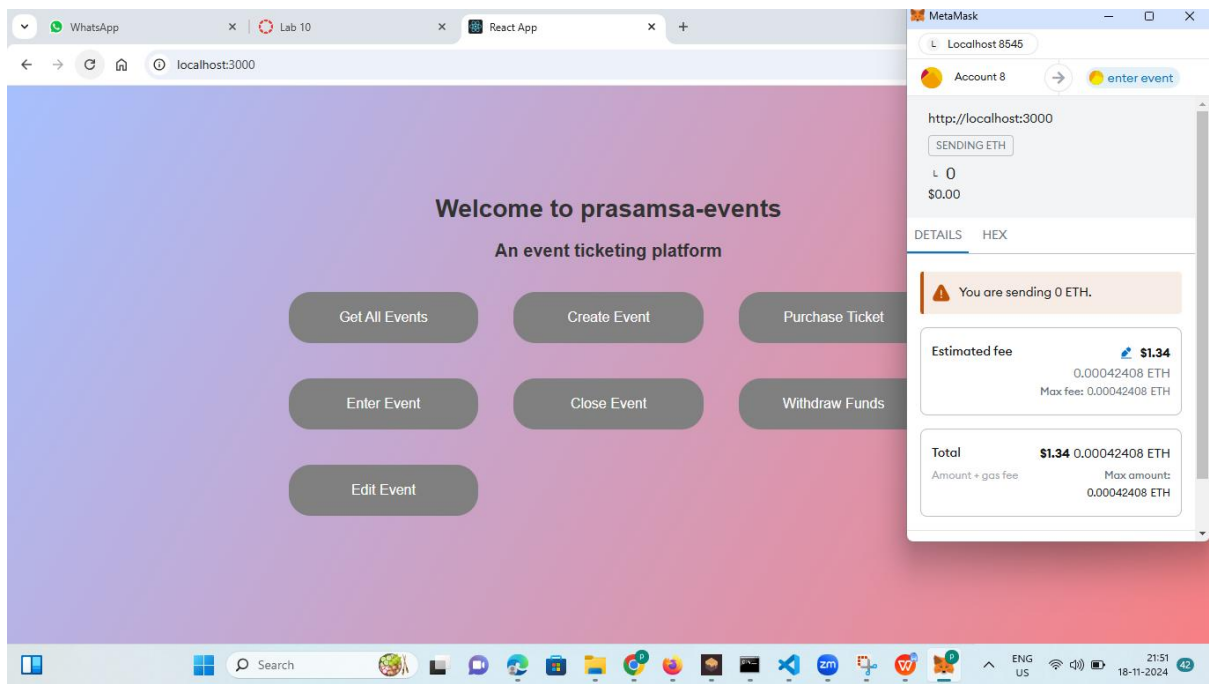 WhatsApp
Lab 10
React App
localhost:3000
Welcome to prasamsa-events
An event ticketing platform
Get All Events
Create Event
Purchase Ticket
Enter Event
Close Event
Withdraw Funds
Edit Event
MetaMask
L Localhost 8545
Account 8
enter event
http://localhost:3000
SENDING ETH
L 0
$0.00
DETAILS HEX
You are sending 0 ETH.
Estimated fee $1.34
0.00042408 ETH
Max fee: 0.00042408 ETH
Total $1.34 0.00042408 ETH
Amount + gas fee Max amount:
0.00042408 ETH
Search
zm
ENG
US
21:51
18-11-2024
42